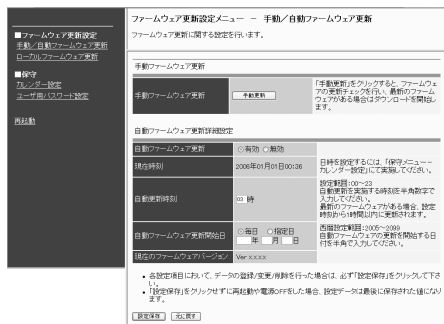 ■ファームウェア更新設定
手動/自動ファームウェア更新
ローカルファームウェア更新
■保守
カレンダー設定
ユーザ用パスワード設定
再起動
ファームウェア更新設定メニュー － 手動/自動ファームウェア更新
ファームウェア更新に関する設定を行います。
手動ファームウェア更新
手動ファームウェア更新
手動更新
「手動更新」をクリックすると、ファームウェ
アの更新チェックを行い、最新のファーム
ウェアがある場合はダウンロードを開始し
ます。
自動ファームウェア更新詳細設定
自動ファームウェア更新
○有効 ○無効
現在時刻
2006年01月01日00:36
日時を設定するには、「保守メニュー－
カレンダー設定」にて実施してください。
自動更新時刻
03 時
設定範囲:00～23
自動更新を実施する時刻を半角数字で
入力してください。
最新のファームウェアがある場合、設定
時刻から1時間以内に更新されます。
自動ファームウェア更新開始日
○毎日 ○指定日
年 月 日
西暦設定範囲:2005～2099
自動ファームウェアの更新を開始する日
付を半角で入力してください。
現在のファームウェアバージョン
Ver xxxx
• 各設定項目において、データの登録/変更/削除を行った場合は、必ず「設定保存」をクリックして下さ
い。
• 「設定保存」をクリックせずに再起動や電源OFFをした場合、設定データは最後に保存された値になり
ます。
設定保存 元に戻す